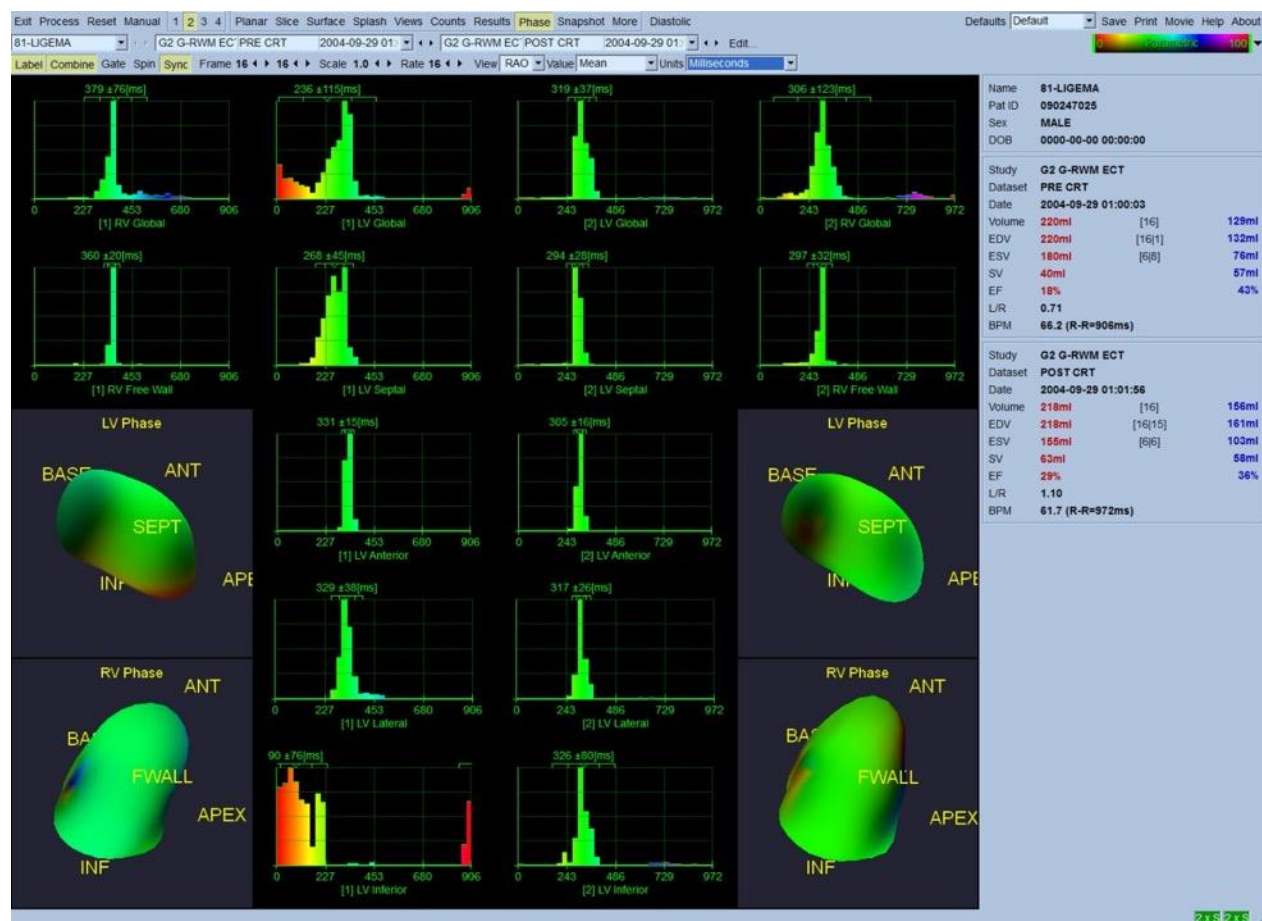 Exit Process Reset Manual 1 2 3 4 Planar Slice Surface Splash Views Counts Results Phase Snapshot More Diastolic Defaults Default Save Print Movie Help About
81-LIGEMA G2 G-RWM EC PRE CRT 2004-09-29 01: G2 G-RWM EC POST CRT 2004-09-29 01: Edit... 0 Parametric 100
Label Combine Gate Spin Sync Frame 16 16 Scale 1.0 Rate 16 View RAO Value Mean Units Milliseconds
379 ±76[ms] 236 ±115[ms] 319 ±37[ms] 306 ±123[ms]
0 227 453 680 906 0 227 453 680 906 0 243 486 729 972 0 243 486 729 972
[1] RV Global [1] LV Global [2] LV Global [2] RV Global
360 ±20[ms] 268 ±45[ms] 294 ±28[ms] 297 ±32[ms]
0 227 453 680 906 0 227 453 680 906 0 243 486 729 972 0 243 486 729 972
[1] RV Free Wall [1] LV Septal [2] LV Septal [2] RV Free Wall
LV Phase
BASE ANT
SEPT
INF APE
331 ±15[ms] 305 ±16[ms]
0 227 453 680 906 0 243 486 729 972
[1] LV Anterior [2] LV Anterior
LV Phase
BASE ANT
SEPT
INF APE
329 ±38[ms] 317 ±26[ms]
0 227 453 680 906 0 243 486 729 972
[1] LV Lateral [2] LV Lateral
RV Phase
ANT
BA
FWALL
APEX
INF
90 ±76[ms] 326 ±80[ms]
0 227 453 680 906 0 243 486 729 972
[1] LV Inferior [2] LV Inferior
RV Phase
ANT
BA
FWALL
APEX
INF
Name 81-LIGEMA
Pat ID 090247025
Sex MALE
DOB 0000-00-00 00:00:00
Study G2 G-RWM ECT
Dataset PRE CRT
Date 2004-09-29 01:00:03
Volume 220ml [16] 129ml
EDV 220ml [16|1] 132ml
ESV 180ml [6|8] 76ml
SV 40ml 57ml
EF 18% 43%
L/R 0.71
BPM 66.2 (R-R=906ms)
Study G2 G-RWM ECT
Dataset POST CRT
Date 2004-09-29 01:01:56
Volume 218ml [16] 156ml
EDV 218ml [16|15] 161ml
ESV 155ml [6|6] 103ml
SV 63ml 58ml
EF 29% 36%
L/R 1.10
BPM 61.7 (R-R=972ms)
2 x S 2 x S